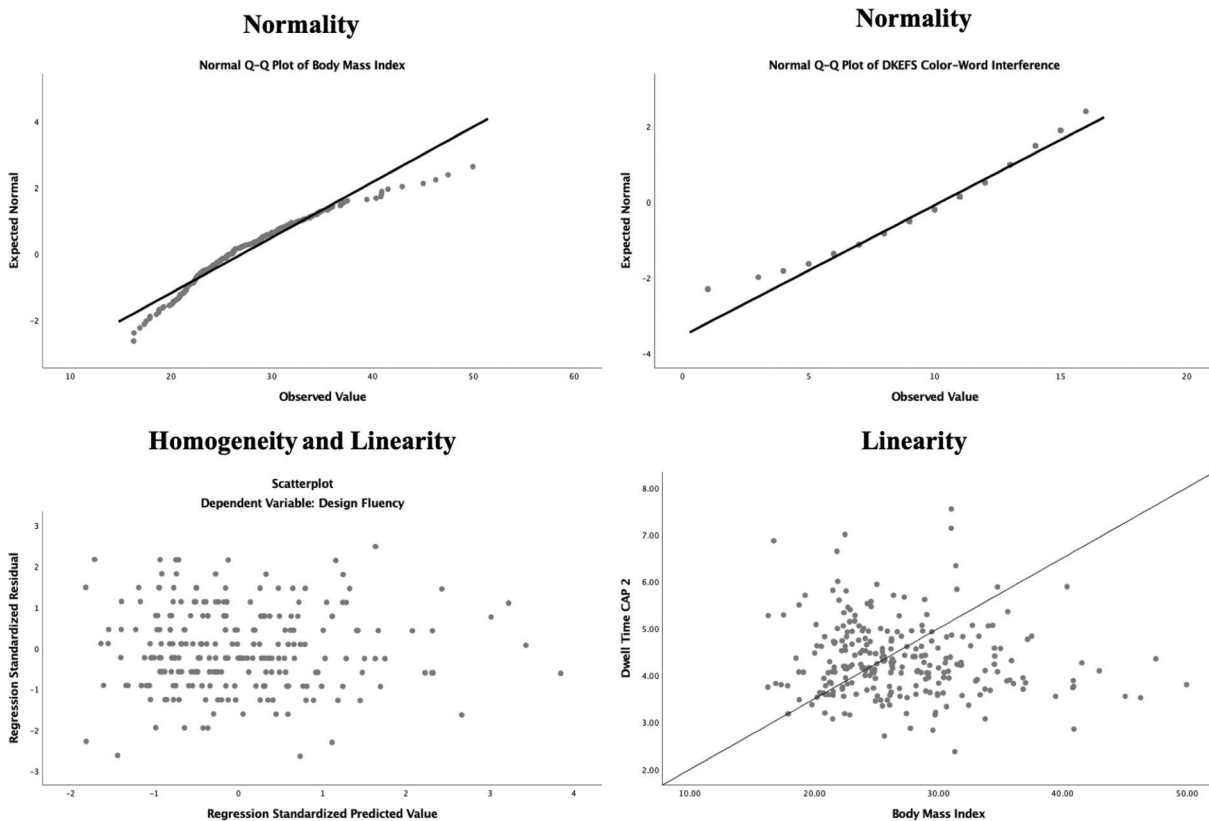 Normality
Normal Q-Q Plot of Body Mass Index
Expected Normal
4
2
0
-2
10 20 30 40 50 60
Observed Value
Normality
Normal Q-Q Plot of DKEFS Color-Word Interference
Expected Normal
2
0
-2
-4
0 5 10 15 20
Observed Value
Homogeneity and Linearity
Scatterplot
Dependent Variable: Design Fluency
Regression Standardized Residual
3
2
1
0
-1
-2
-3
-2 -1 0 1 2 3 4
Regression Standardized Predicted Value
Linearity
Dwell Time CAP 2
8.00
7.00
6.00
5.00
4.00
3.00
2.00
10.00 20.00 30.00 40.00 50.00
Body Mass Index